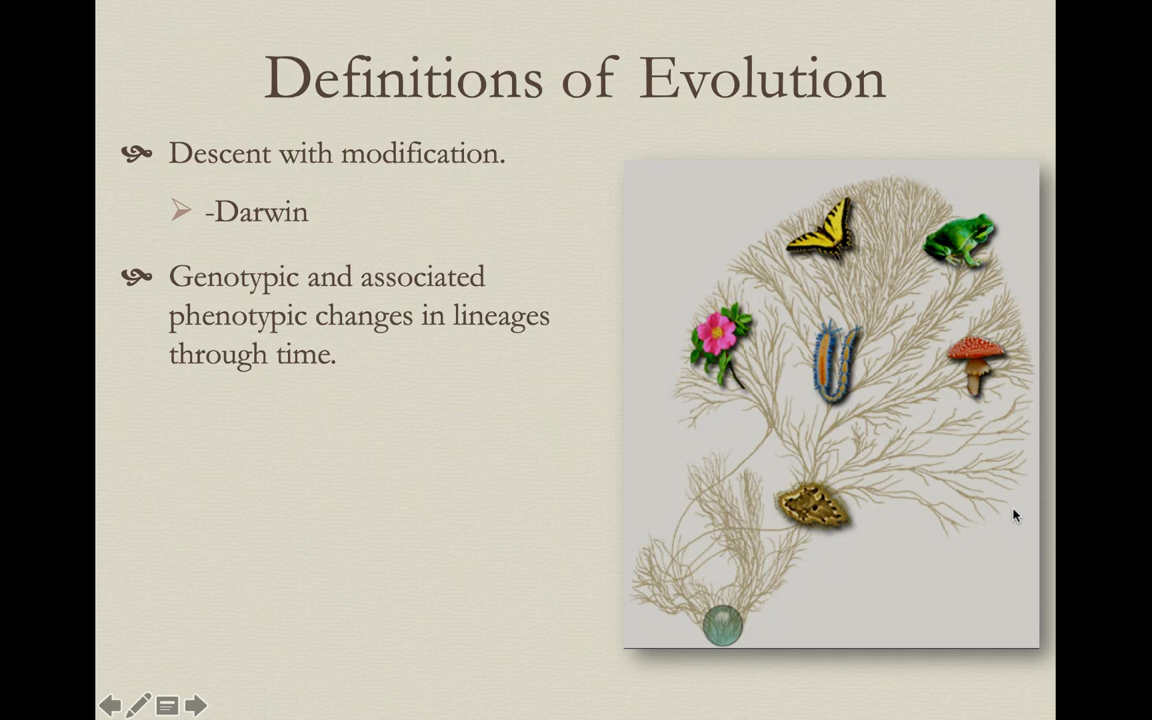 Definitions of Evolution
Descent with modification.
-Darwin
Genotypic and associated
phenotypic changes in lineages
through time.